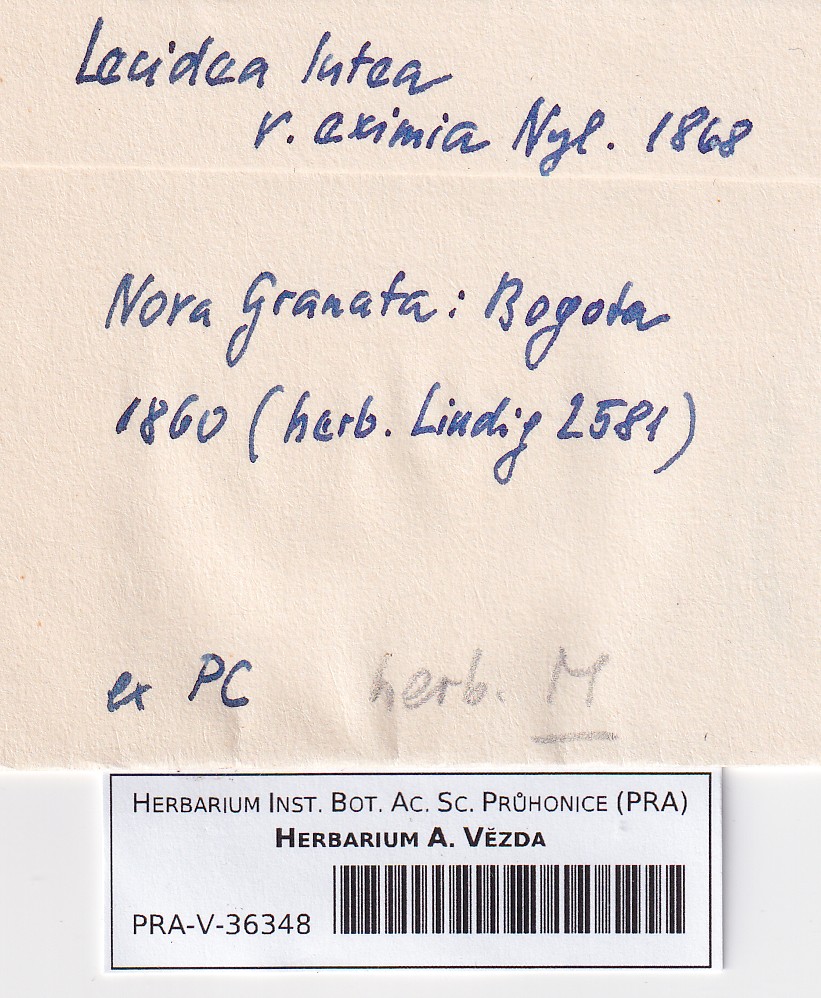 Lecidea lutea
v. eximia Nyl. 1868
Nova Granata: Bogota
1860 (herb. Lindig 2581)
ex PC herb. M
HERBARIUM INST. BOT. AC. SC. PRŮHONICE (PRA)
HERBARIUM A. VĚZDA
PRA-V-36348